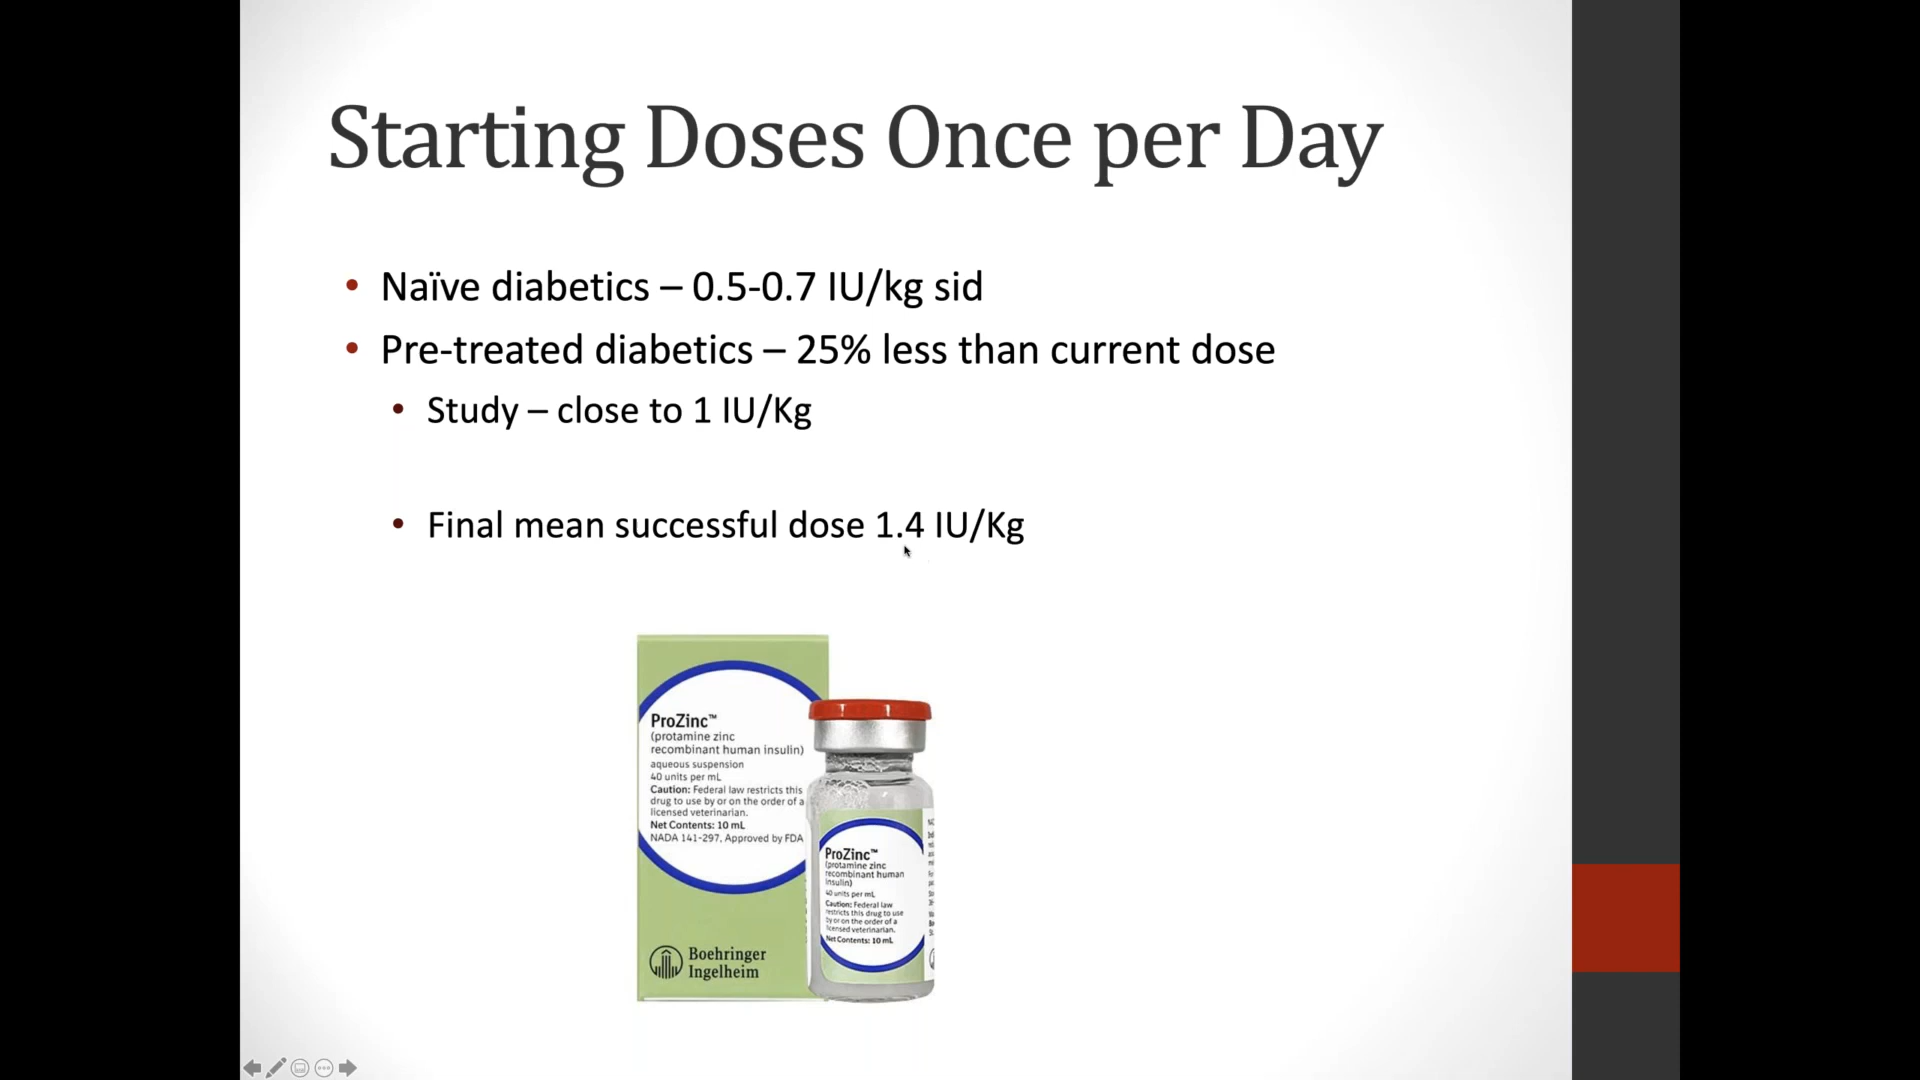 Starting Doses Once per Day
• Naïve diabetics – 0.5-0.7 IU/kg sid
• Pre-treated diabetics – 25% less than current dose
• Study – close to 1 IU/Kg
• Final mean successful dose 1.4 IU/Kg
ProZinc™
(protamine zinc
recombinant human insulin)
aqueous suspension
40 units per mL
Caution: Federal law restricts this
drug to use by or on the order of a
licensed veterinarian.
Net Contents: 10 mL
NADA 141-297, Approved by FDA
Boehringer
Ingelheim
ProZinc™
(protamine zinc
recombinant human
insulin)
40 units per mL
Caution: Federal law
restricts this drug to use
by or on the order of a
licensed veterinarian.
Net Contents: 10 mL